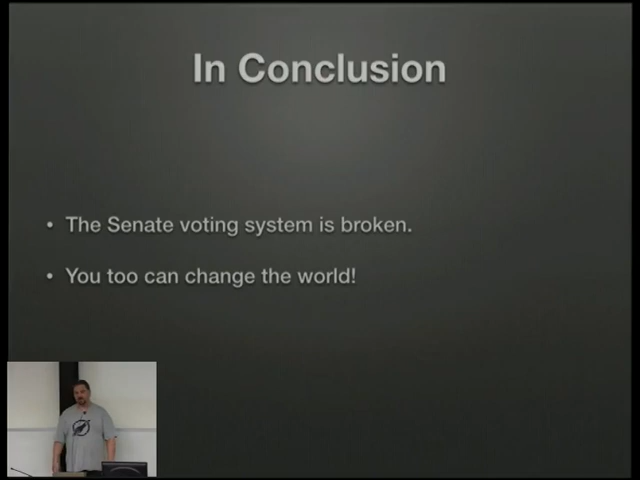 In Conclusion
• The Senate voting system is broken.
• You too can change the world!